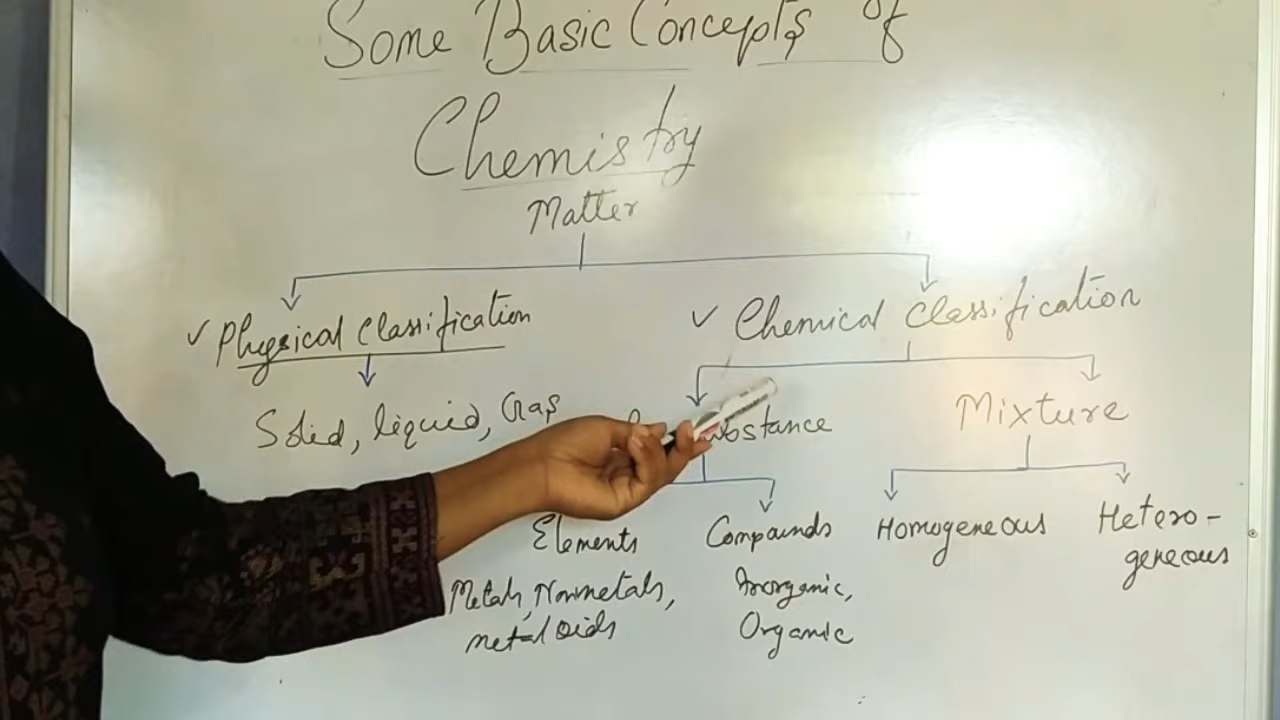 Some Basic Concepts of
Chemistry
Matter
✓ Physical Classification
✓ Chemical Classification
Solid, liquid, Gas
Mixture
Elements
Compounds
Homogeneous
Hetero-
geneous
Metals, Nonmetals,
metalloids
Inorganic,
Organic